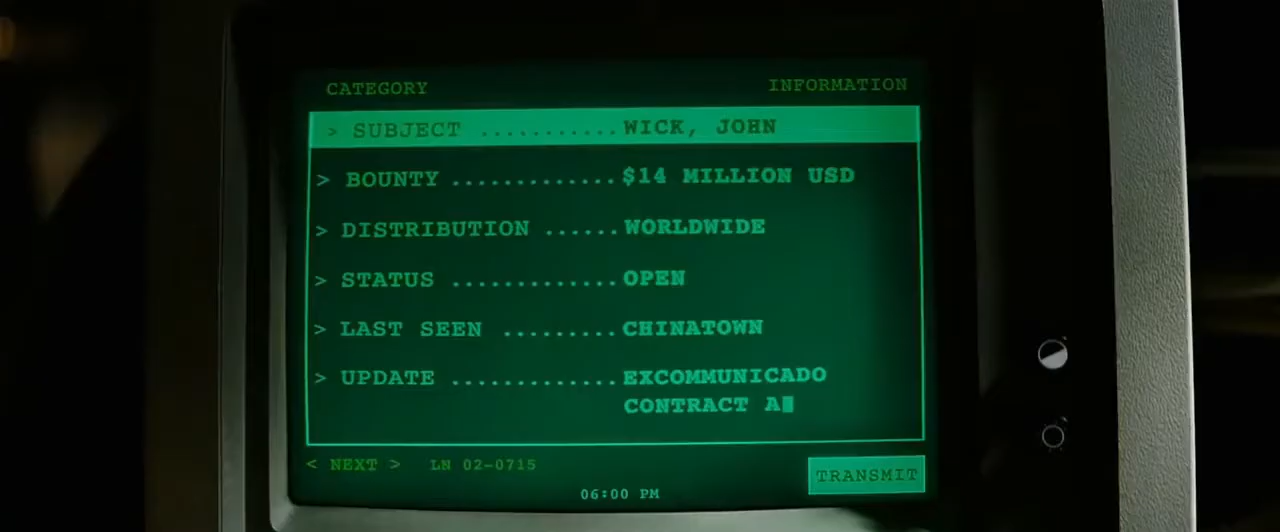 CATEGORY INFORMATION
> SUBJECT ...........WICK, JOHN
> BOUNTY .............$14 MILLION USD
> DISTRIBUTION ......WORLDWIDE
> STATUS .............OPEN
> LAST SEEN .........CHINATOWN
> UPDATE .............EXCOMMUNICADO
CONTRACT A
< NEXT > LN 02-0715
TRANSMIT
06:00 PM